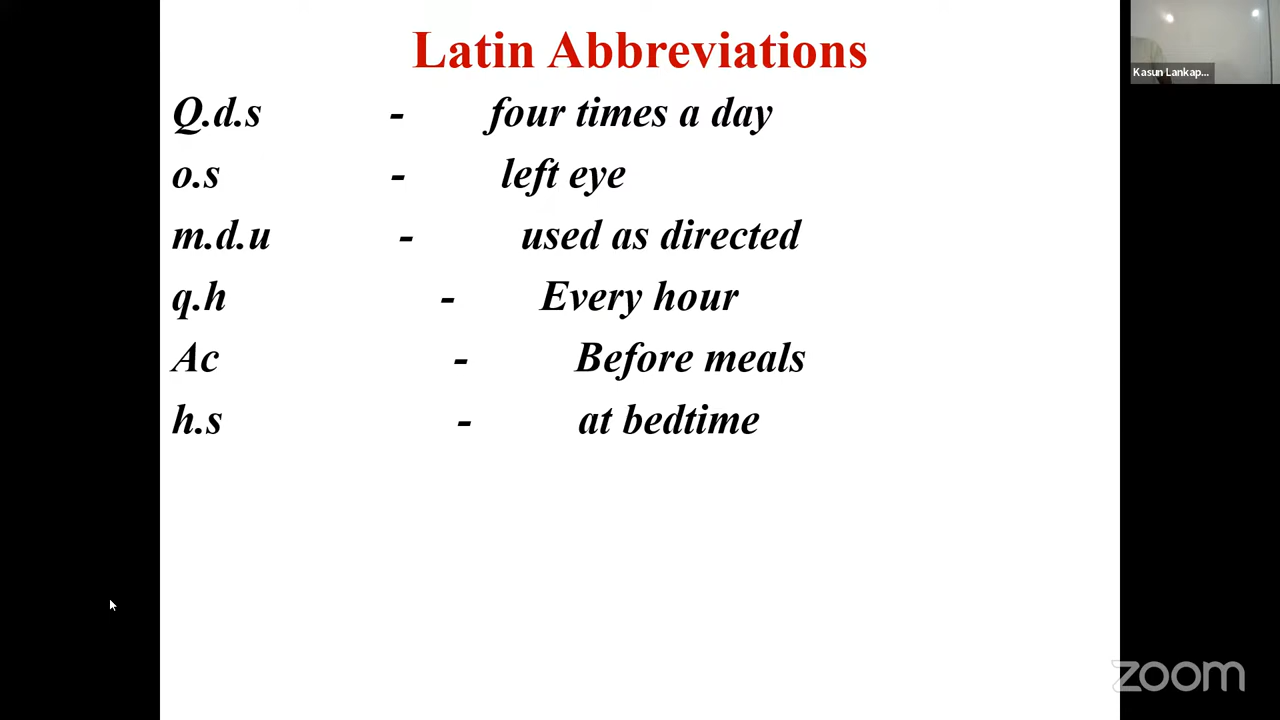 Latin Abbreviations
Q.d.s - four times a day
o.s - left eye
m.d.u - used as directed
q.h - Every hour
Ac - Before meals
h.s - at bedtime
Kasun Lankap...
zoom